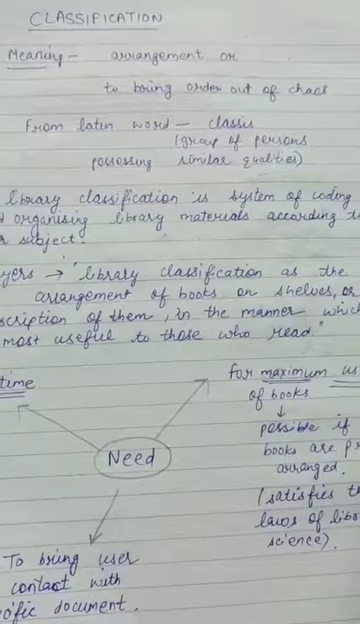 CLASSIFICATION
Meaning - arrangement or
to bring order out of chaos
From latin word - classis
(group of persons
possessing similar qualities)
library classification is system of coding
organising library materials according to
subject.
yers → "library classification as the
arrangement of books on shelves, or
scription of them, in the manner which
most useful to those who read"
time
for maximum us
of books
↓
possible if
books are pr
arranged.
(satisfies th
laws of libr
science).
Need
To bring user
contact with
cific document.